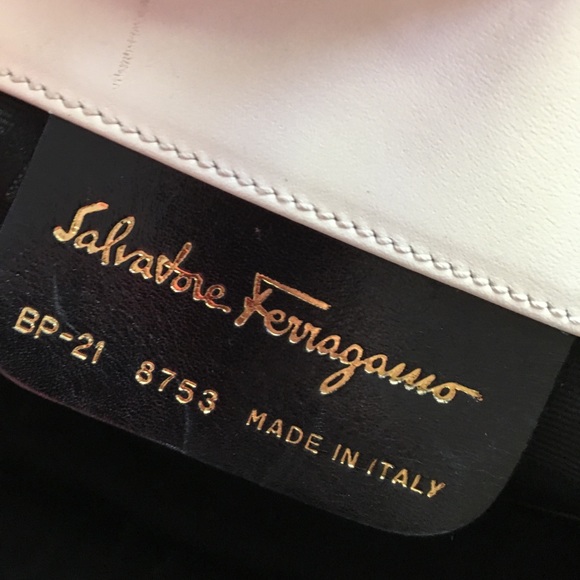 Salvatore Ferragamo
BP-21 8753 MADE IN ITALY